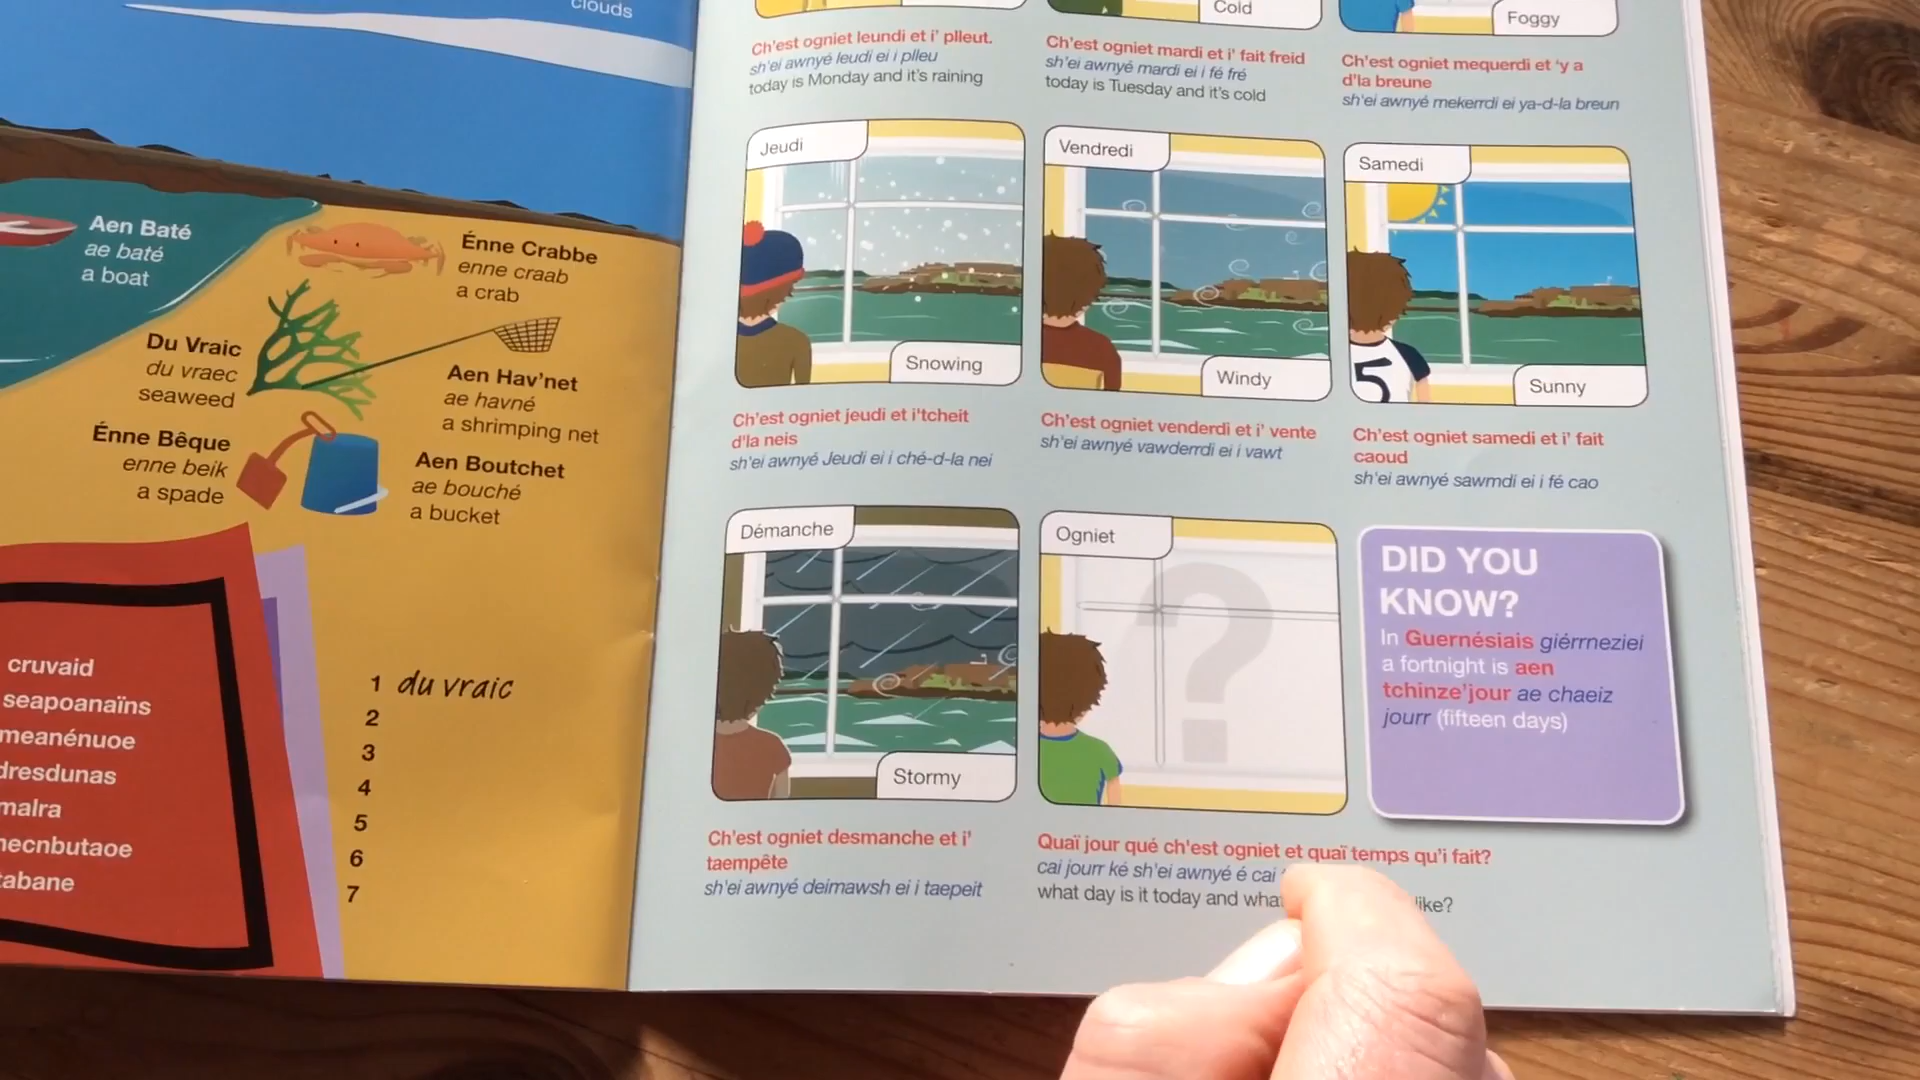 clouds
Aen Baté
ae baté
a boat
Énne Crabbe
enne craab
a crab
Du Vraic
du vraec
seaweed
Aen Hav'net
ae havné
a shrimping net
Énne Bêque
enne beik
a spade
Aen Boutchet
ae bouché
a bucket
cruvaid
seapoanaïns
meanénuoe
dresdunas
malra
necnbutaoe
tabane
1 du vraic
2
3
4
5
6
7
Cold
Foggy
Ch'est ogniet leundi et i' plleut.
sh'ei awnyé leudi ei i plleu
today is Monday and it's raining
Ch'est ogniet mardi et i' fait freid
sh'ei awnyé mardi ei i fé fré
today is Tuesday and it's cold
Ch'est ogniet mequerdi et 'y a
d'la breune
sh'ei awnyé mekerrdi ei ya-d-la breun
Jeudi
Snowing
Vendredi
Windy
Samedi
5
Sunny
Ch'est ogniet jeudi et i'tcheit
d'la neis
sh'ei awnyé Jeudi ei i ché-d-la nei
Ch'est ogniet venderdi et i' vente
sh'ei awnyé vawderrdi ei i vawt
Ch'est ogniet samedi et i' fait
caoud
sh'ei awnyé sawmdi ei i fé cao
Démanche
Stormy
Ogniet
?
DID YOU
KNOW?
In Guernésiais giérrneziei
a fortnight is aen
tchinze'jour ae chaeiz
jourr (fifteen days)
Ch'est ogniet desmanche et i'
taempête
sh'ei awnyé deimawsh ei i taepeit
Quaï jour qué ch'est ogniet et quaï temps qu'i fait?
cai jourr ké sh'ei awnyé é cai
what day is it today and what like?